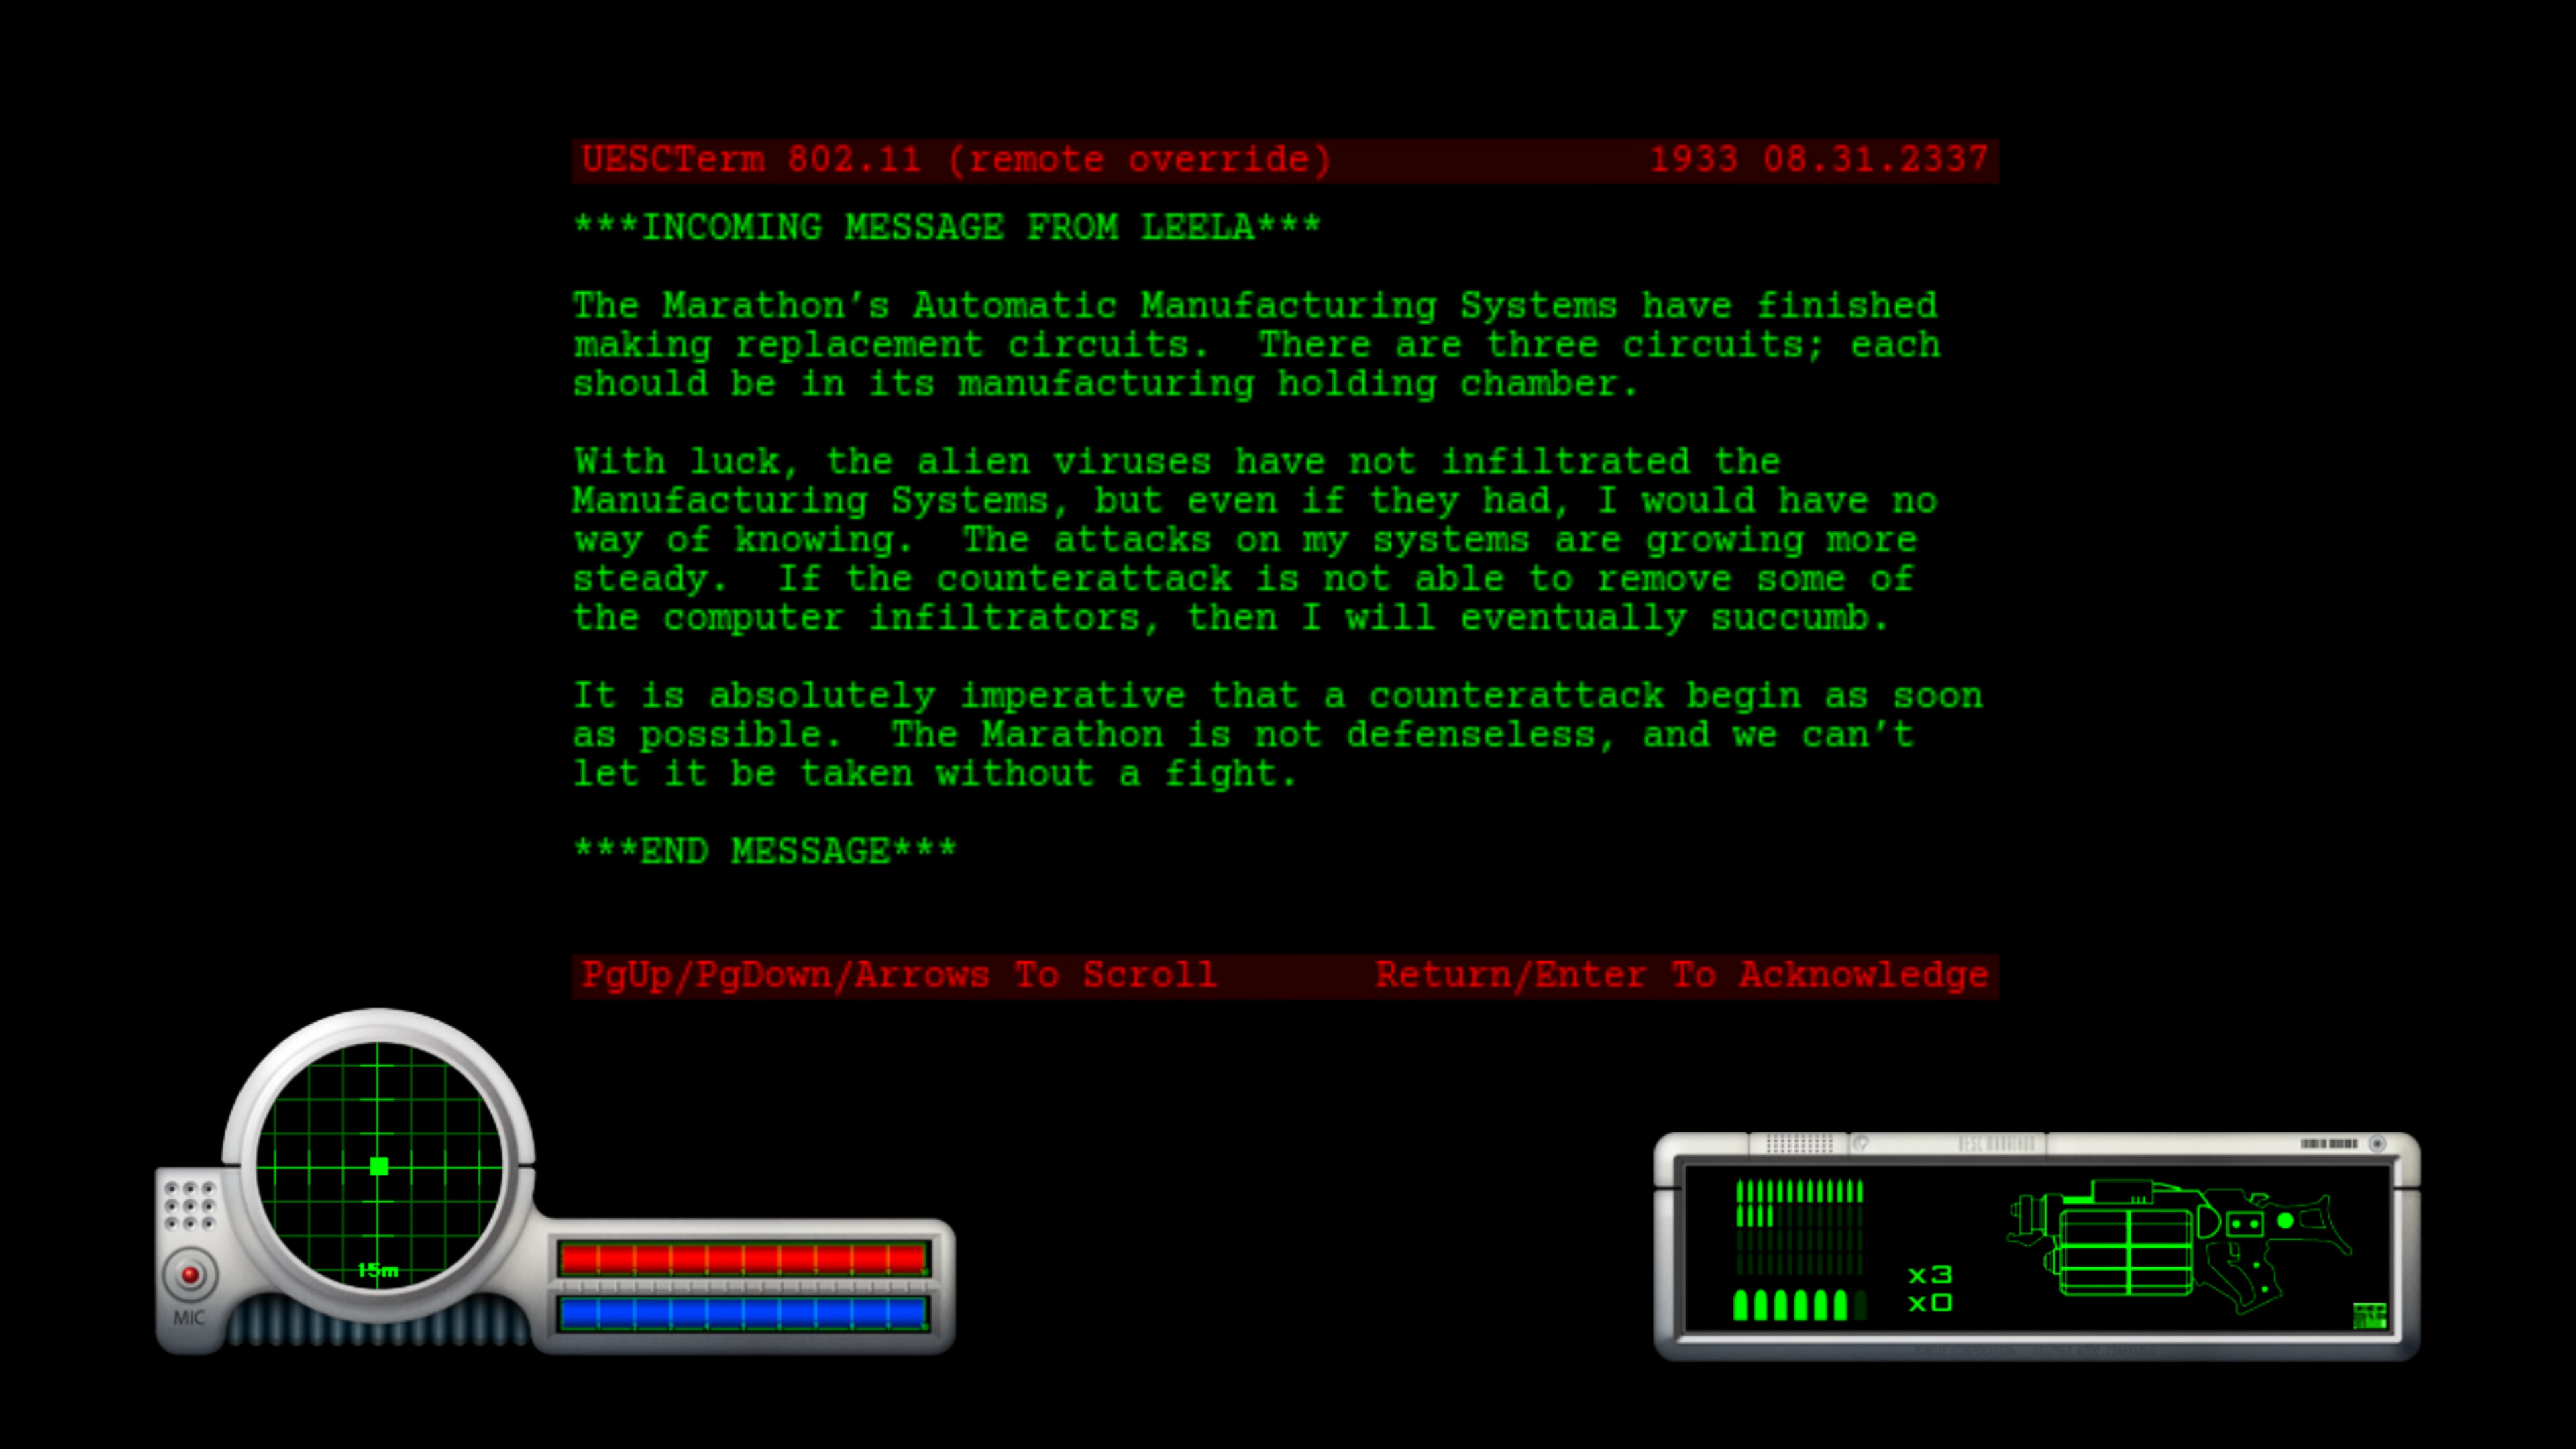 UESCTerm 802.11 (remote override) 1933 08.31.2337
***INCOMING MESSAGE FROM LEELA***
The Marathon’s Automatic Manufacturing Systems have finished
making replacement circuits.  There are three circuits; each
should be in its manufacturing holding chamber.
With luck, the alien viruses have not infiltrated the
Manufacturing Systems, but even if they had, I would have no
way of knowing.  The attacks on my systems are growing more
steady.  If the counterattack is not able to remove some of
the computer infiltrators, then I will eventually succumb.
It is absolutely imperative that a counterattack begin as soon
as possible.  The Marathon is not defenseless, and we can’t
let it be taken without a fight.
***END MESSAGE***
PgUp/PgDown/Arrows To Scroll Return/Enter To Acknowledge
15m
MIC
UESC MARATHON
x3
x0